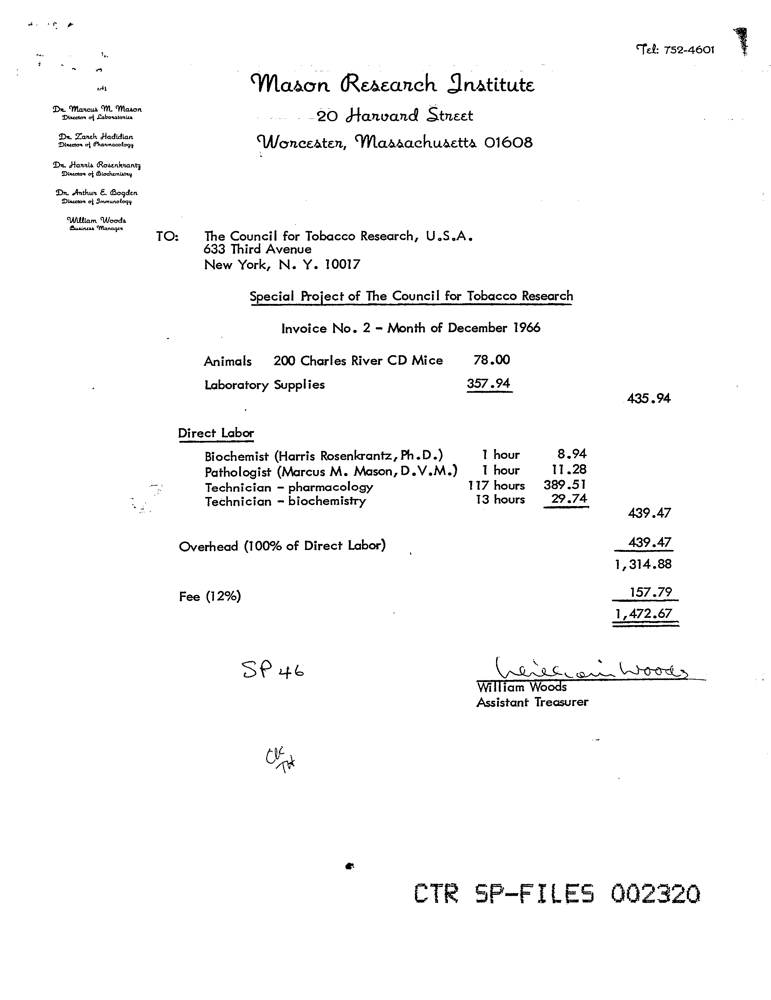 Tel: 752-4601
Mason Research Institute
20 Harvard Street
Worcester, Massachusetts 01608
Dr. Marcus M. Mason
Director of Laboratories
Dr. Zareh Hadidian
Director of Pharmacology
Dr. Harris Rosenkrantz
Director of Biochemistry
Dr. Arthur E. Bogden
Director of Immunology
William Woods
Business Manager
TO: The Council for Tobacco Research, U.S.A.
633 Third Avenue
New York, N. Y. 10017
Special Project of The Council for Tobacco Research
Invoice No. 2 - Month of December 1966
Animals 200 Charles River CD Mice 78.00
Laboratory Supplies 357.94
435.94
Direct Labor
Biochemist (Harris Rosenkrantz, Ph.D.) 1 hour 8.94
Pathologist (Marcus M. Mason, D.V.M.) 1 hour 11.28
Technician - pharmacology 117 hours 389.51
Technician - biochemistry 13 hours 29.74
439.47
Overhead (100% of Direct Labor) 439.47
1,314.88
Fee (12%) 157.79
1,472.67
SP 46
William Woods
William Woods
Assistant Treasurer
CTR SP-FILES 002320